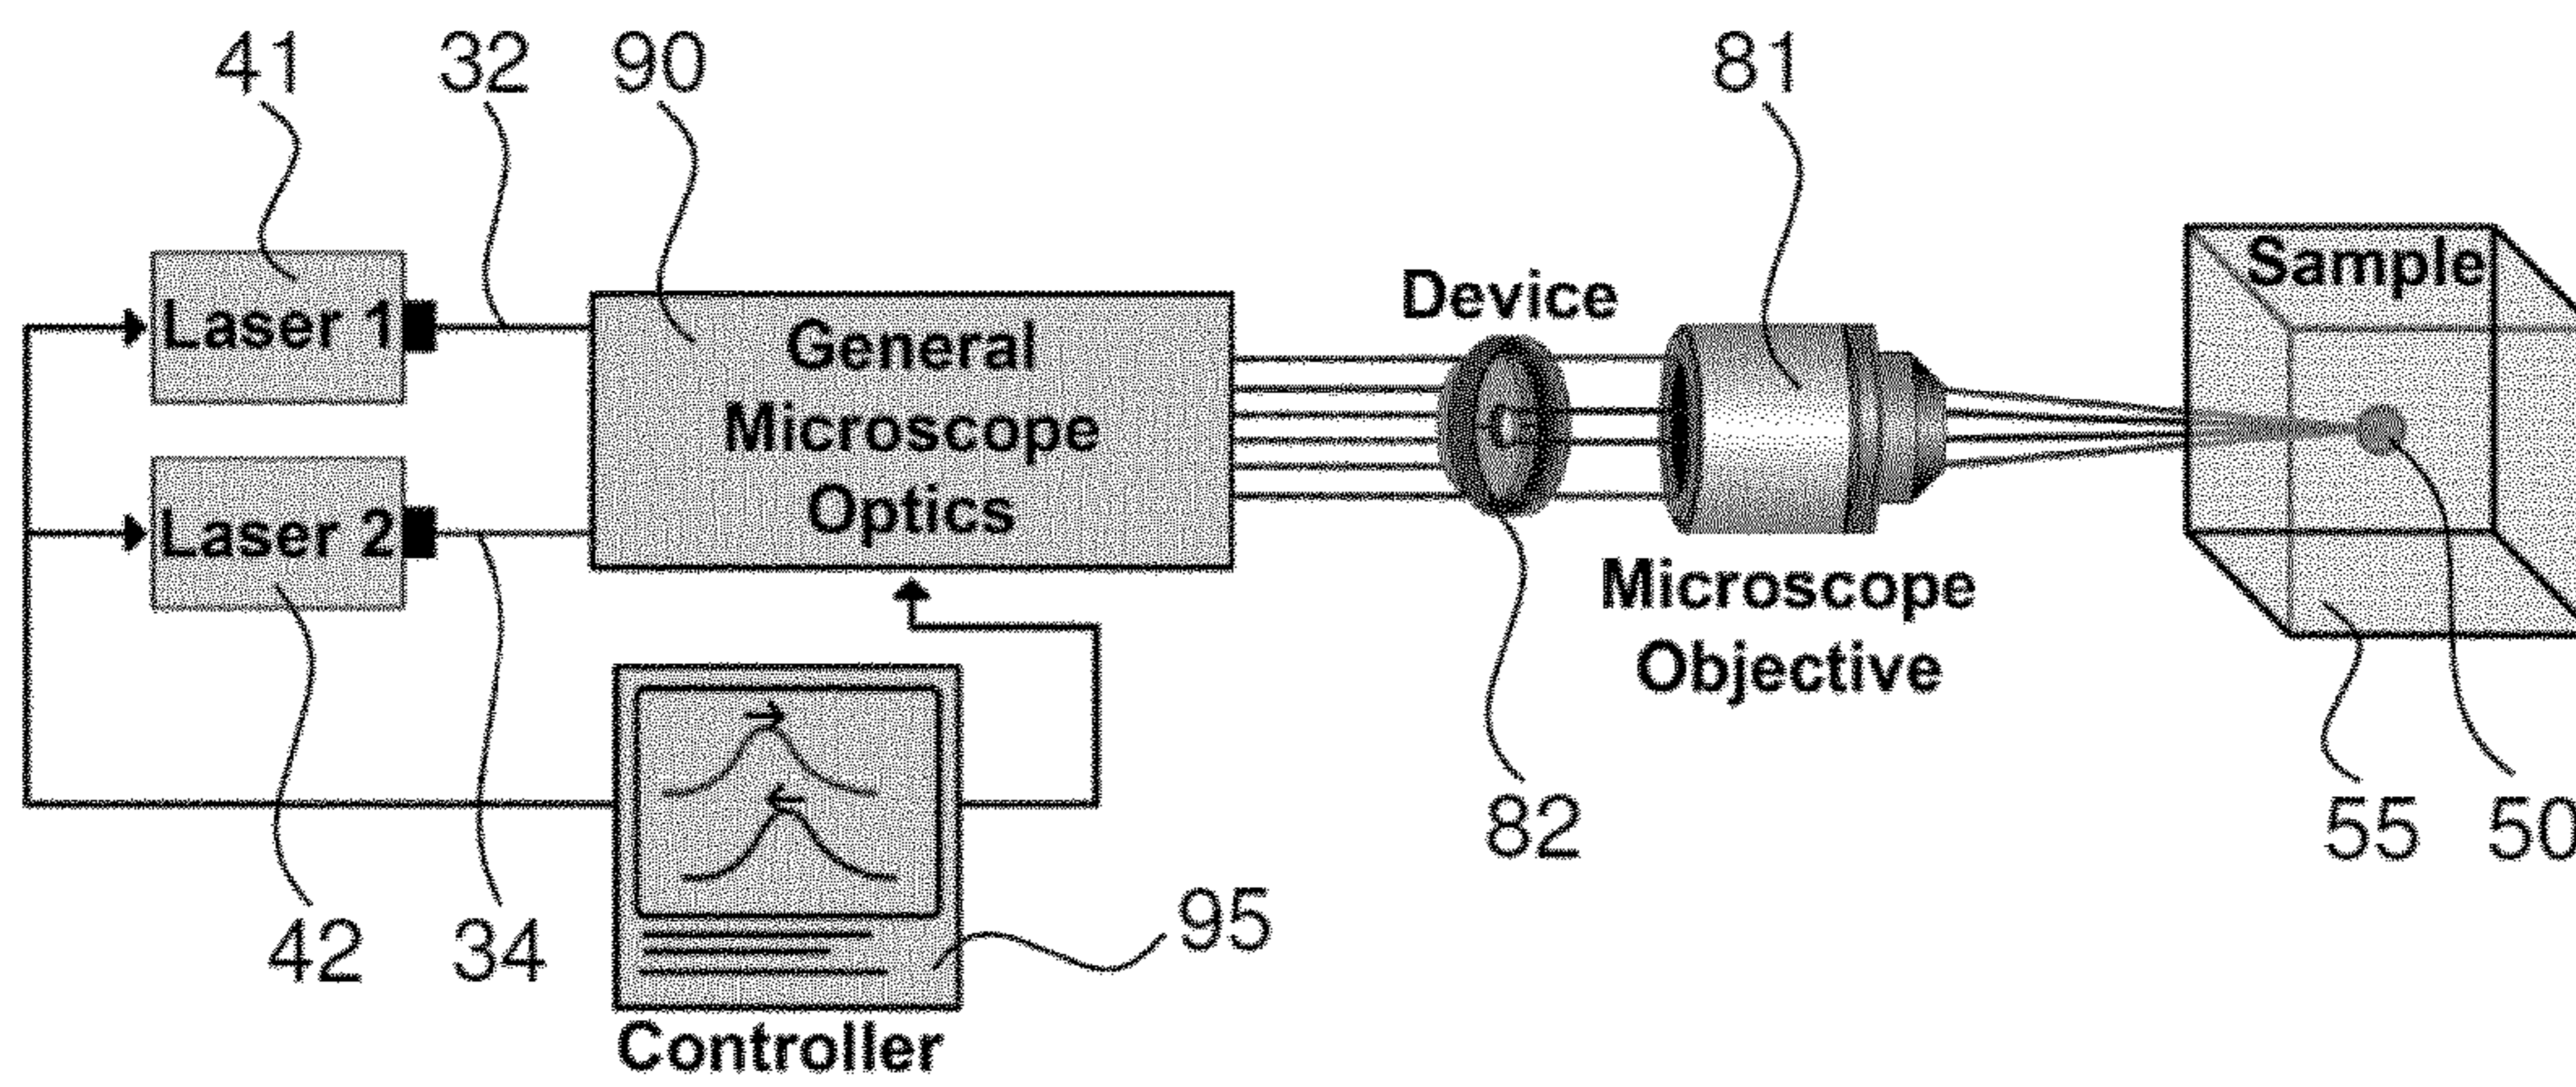 41
32
90
81
Laser 1
General
Microscope
Optics
Device
Sample
Laser 2
Microscope
Objective
82
55
50
42
34
95
Controller